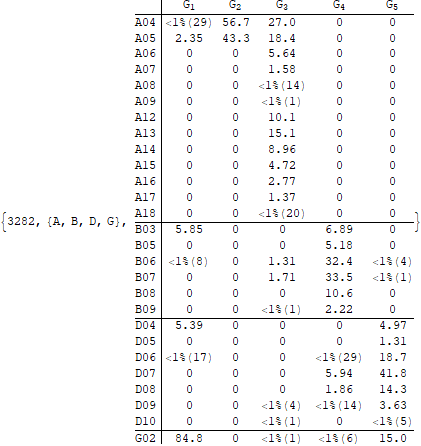 G1 G2 G3 G4 G5
A04 <1%(29) 56.7 27.0 0 0
A05 2.35 43.3 18.4 0 0
A06 0 0 5.64 0 0
A07 0 0 1.58 0 0
A08 0 0 <1%(14) 0 0
A09 0 0 <1%(1) 0 0
A12 0 0 10.1 0 0
A13 0 0 15.1 0 0
A14 0 0 8.96 0 0
A15 0 0 4.72 0 0
A16 0 0 2.77 0 0
A17 0 0 1.37 0 0
A18 0 0 <1%(20) 0 0
{3282, {A, B, D, G}, B03 5.85 0 0 6.89 0 }
B05 0 0 0 5.18 0
B06 <1%(8) 0 1.31 32.4 <1%(4)
B07 0 0 1.71 33.5 <1%(1)
B08 0 0 0 10.6 0
B09 0 0 <1%(1) 2.22 0
D04 5.39 0 0 0 4.97
D05 0 0 0 0 1.31
D06 <1%(17) 0 0 <1%(29) 18.7
D07 0 0 0 5.94 41.8
D08 0 0 0 1.86 14.3
D09 0 0 <1%(4) <1%(14) 3.63
D10 0 0 <1%(1) 0 <1%(5)
G02 84.8 0 <1%(1) <1%(6) 15.0